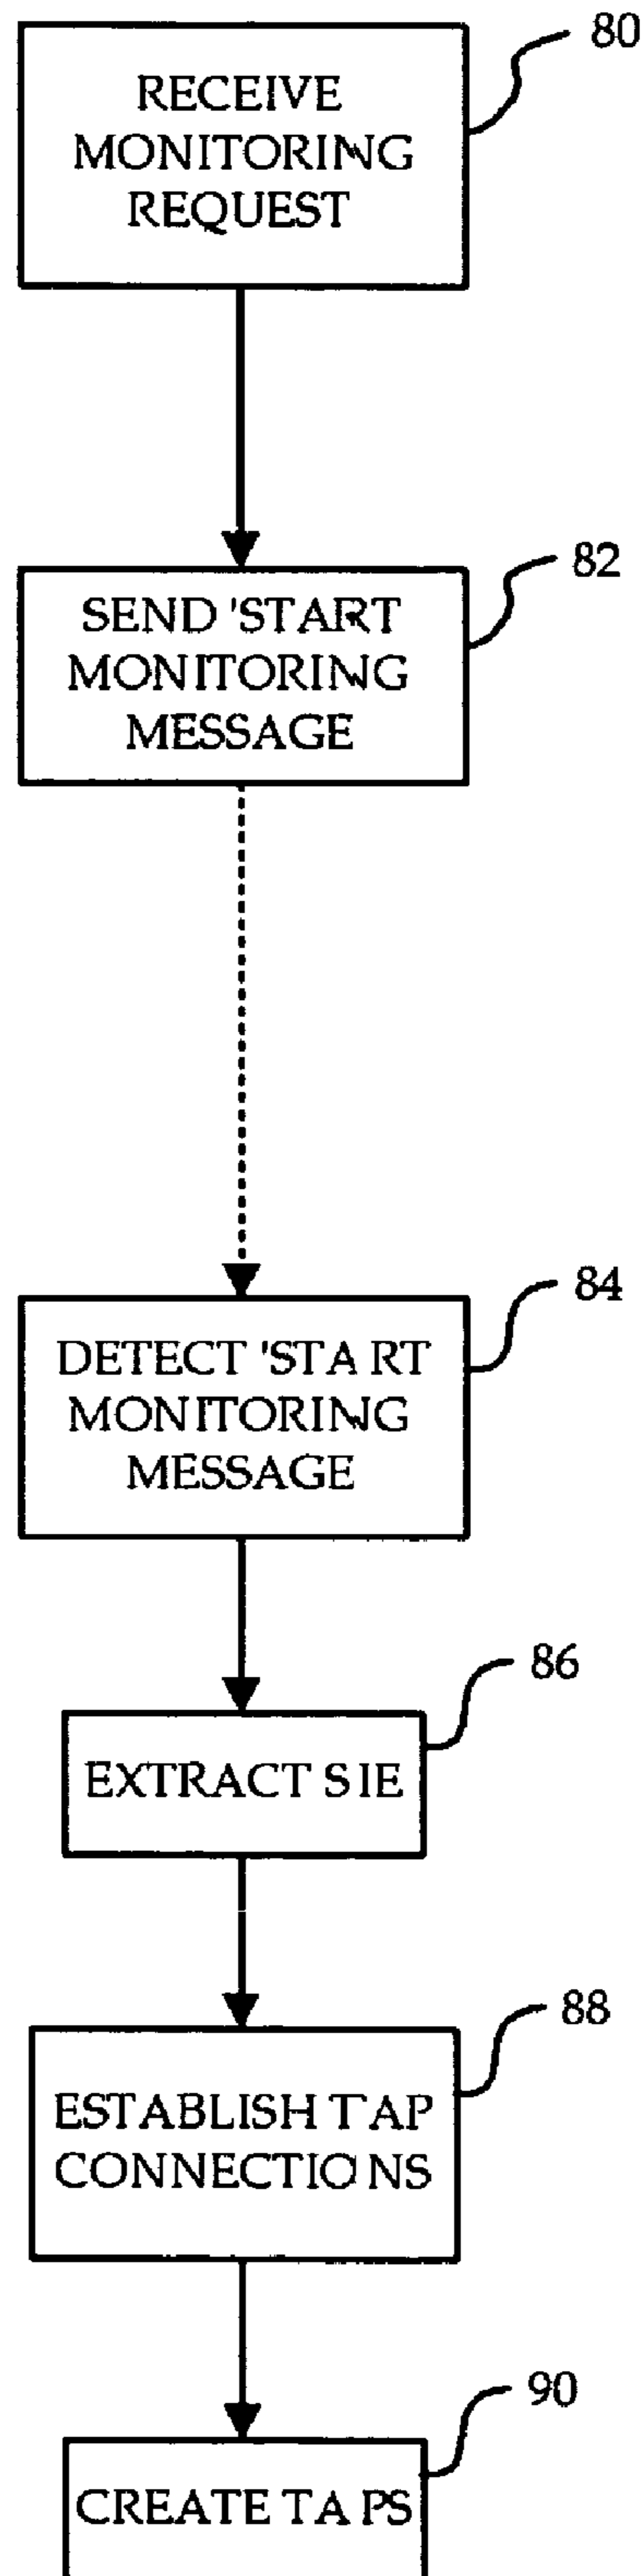 80
RECEIVE
MONITORING
REQUEST
82
SEND 'START
MONITORING
MESSAGE
84
DETECT 'START
MONITORING
MESSAGE
86
EXTRACT SIE
88
ESTABLISH TAP
CONNECTIONS
90
CREATE TAPS